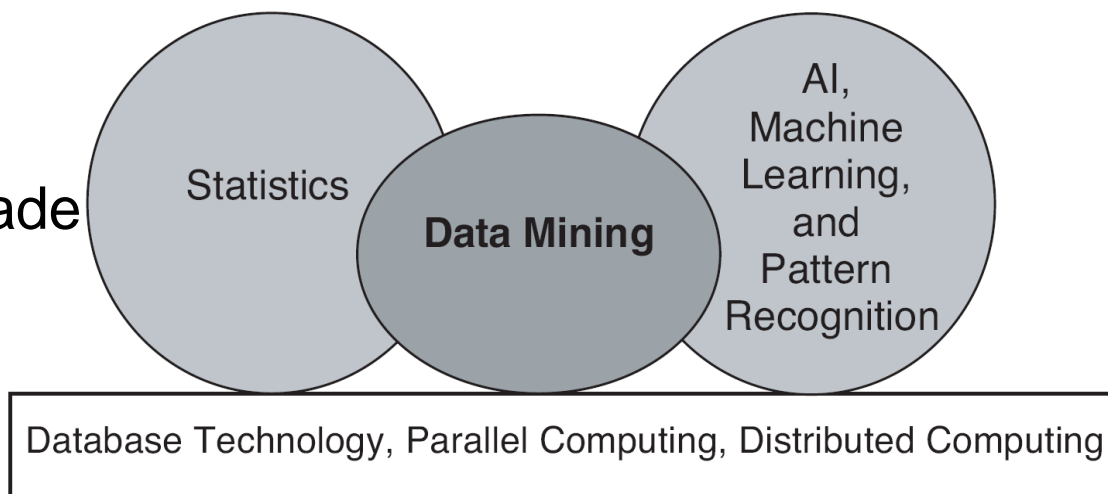 AI,
Machine
Learning,
and
Pattern
Recognition
Statistics
ade
Data Mining
Database Technology, Parallel Computing, Distributed Computing